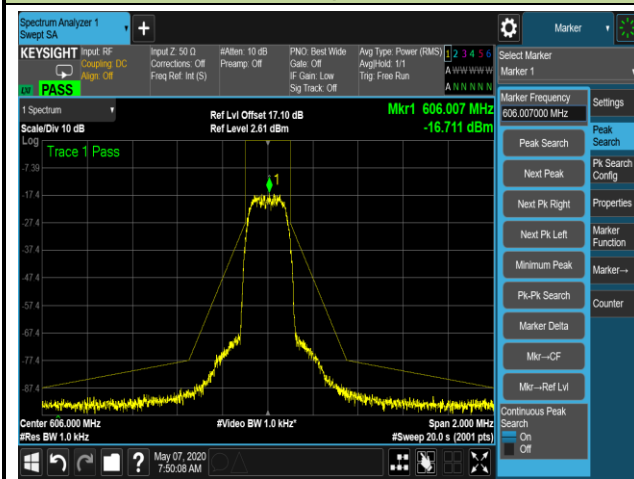 Spectrum Analyzer 1
Swept SA
+
Marker
KEYSIGHT
Input: RF
Coupling: DC
Align: Off
Input Z: 50 Ω
Corrections: Off
Freq Ref: Int (S)
#Atten: 10 dB
Preamp: Off
PNO: Best Wide
Gate: Off
IF Gain: Low
Sig Track: Off
Avg Type: Power (RMS)
Avg|Hold: 1/1
Trig: Free Run
1 2 3 4 5 6
A W W W W W
A N N N N N
PASS
Select Marker
Marker 1
1 Spectrum
Scale/Div 10 dB
Ref Lvl Offset 17.10 dB
Ref Level 2.61 dBm
Mkr1 606.007 MHz
-16.711 dBm
Log
Trace 1 Pass
1
-7.39
-17.4
-27.4
-37.4
-47.4
-57.4
-67.4
-77.4
-87.4
Center 606.000 MHz
#Res BW 1.0 kHz
#Video BW 1.0 kHz*
Span 2.000 MHz
#Sweep 20.0 s (2001 pts)
Marker Frequency
606.007000 MHz
Peak Search
Next Peak
Next Pk Right
Next Pk Left
Minimum Peak
Pk-Pk Search
Marker Delta
Mkr→CF
Mkr→Ref Lvl
Continuous Peak
Search
On
Off
Settings
Peak
Search
Pk Search
Config
Properties
Marker
Function
Marker→
Counter
?
May 07, 2020
7:50:08 AM